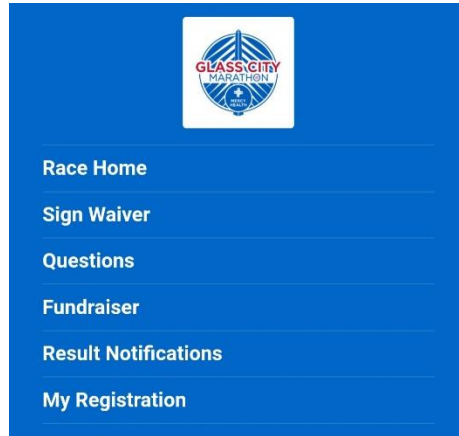 GLASS CITY
MARATHON
MERCY
HEALTH
Race Home
Sign Waiver
Questions
Fundraiser
Result Notifications
My Registration